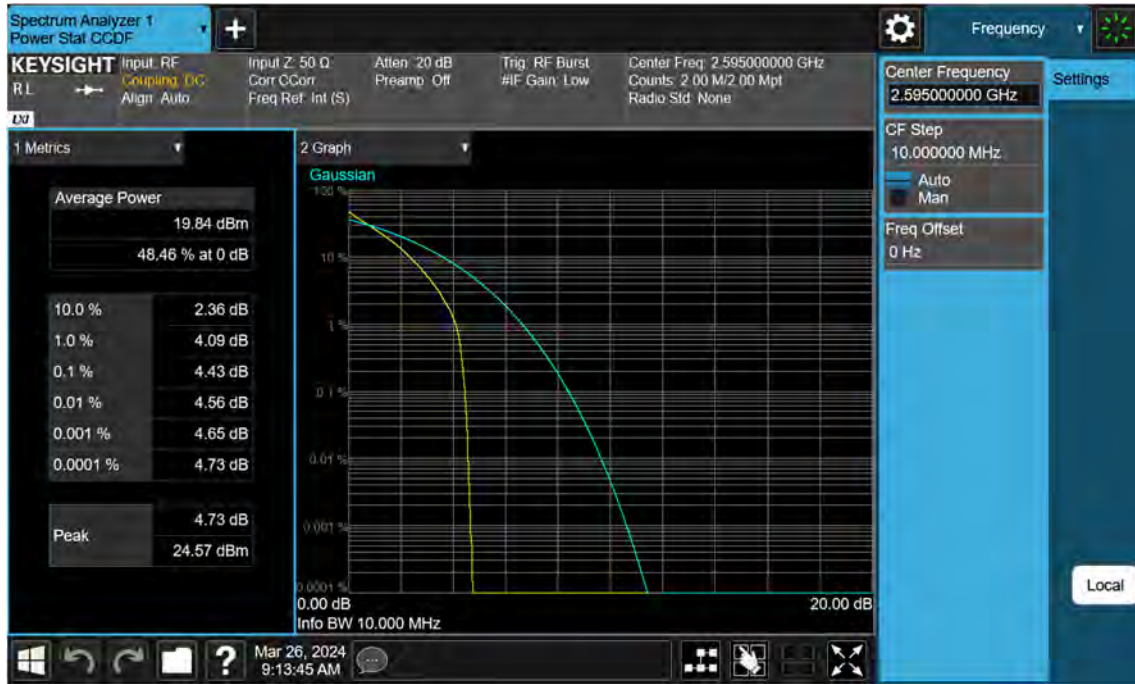 Spectrum Analyzer 1
Power Stat CCDF
Frequency
KEYSIGHT
Input: RF
Input Z: 50 Ω
Atten: 20 dB
Trig: RF Burst
Center Freq: 2.595000000 GHz
RL
Coupling: DC
Corr CCorr
Preamp: Off
#IF Gain: Low
Counts: 2.00 M/2.00 Mpt
Align: Auto
Freq Ref: Int (S)
Radio Std: None
LXI
Center Frequency
2.595000000 GHz
Settings
CF Step
10.000000 MHz
Auto
Man
Freq Offset
0 Hz
1 Metrics
Average Power
19.84 dBm
48.46 % at 0 dB
10.0 % 2.36 dB
1.0 % 4.09 dB
0.1 % 4.43 dB
0.01 % 4.56 dB
0.001 % 4.65 dB
0.0001 % 4.73 dB
Peak
4.73 dB
24.57 dBm
2 Graph
Gaussian
100 %
10 %
1 %
0.1 %
0.01 %
0.001 %
0.0001 %
0.00 dB
20.00 dB
Info BW 10.000 MHz
Local
?
Mar 26, 2024
9:13:45 AM